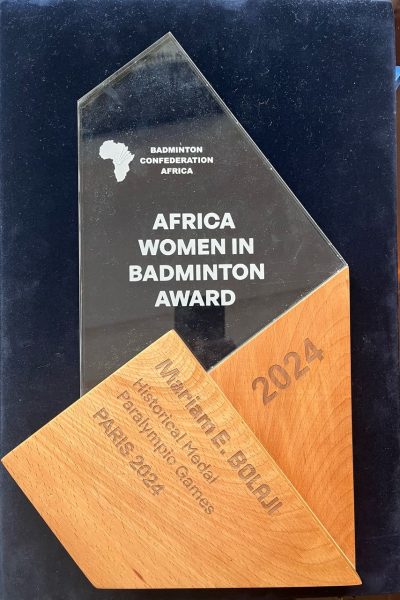 BADMINTON
CONFEDERATION
AFRICA
AFRICA
WOMEN IN
BADMINTON
AWARD
2024
Mariam E. BOLAJI
Historical Medal
Paralympic Games
PARIS 2024